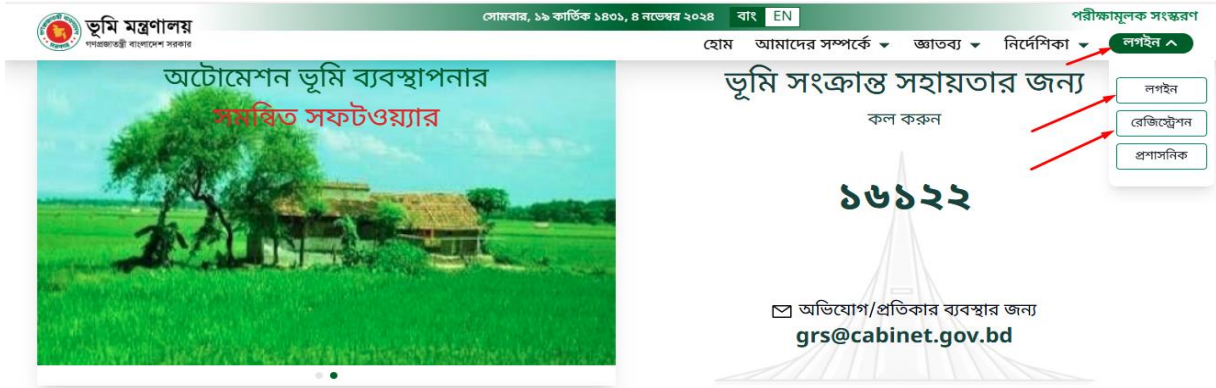 সোমবার, ১৯ কার্তিক ১৪৩১, ৪ নভেম্বর ২০২৪ বাং EN পরীক্ষামূলক সংস্করণ
ভূমি মন্ত্রণালয়
গণপ্রজাতন্ত্রী বাংলাদেশ সরকার
হোম আমাদের সম্পর্কে জ্ঞাতব্য নির্দেশিকা লগইন
অটোমেশন ভূমি ব্যবস্থাপনার
সমন্বিত সফটওয়্যার
ভূমি সংক্রান্ত সহায়তার জন্য
কল করুন
১৬১২২
অভিযোগ/প্রতিকার ব্যবস্থার জন্য
grs@cabinet.gov.bd
লগইন
রেজিস্ট্রেশন
প্রশাসনিক